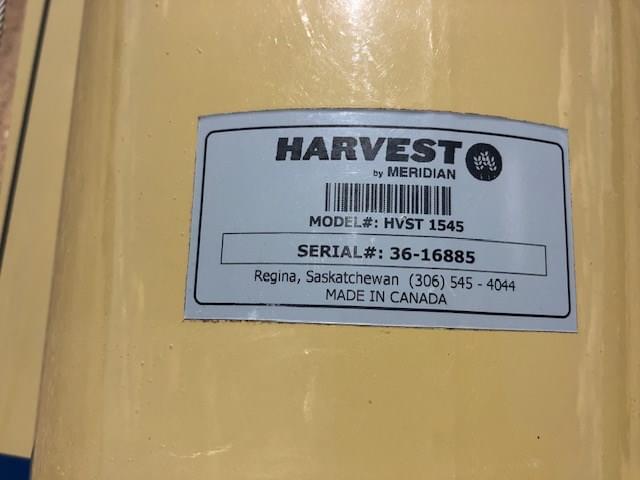 HARVEST
by MERIDIAN
MODEL#: HVST 1545
SERIAL#: 36-16885
Regina, Saskatchewan (306) 545 - 4044
MADE IN CANADA